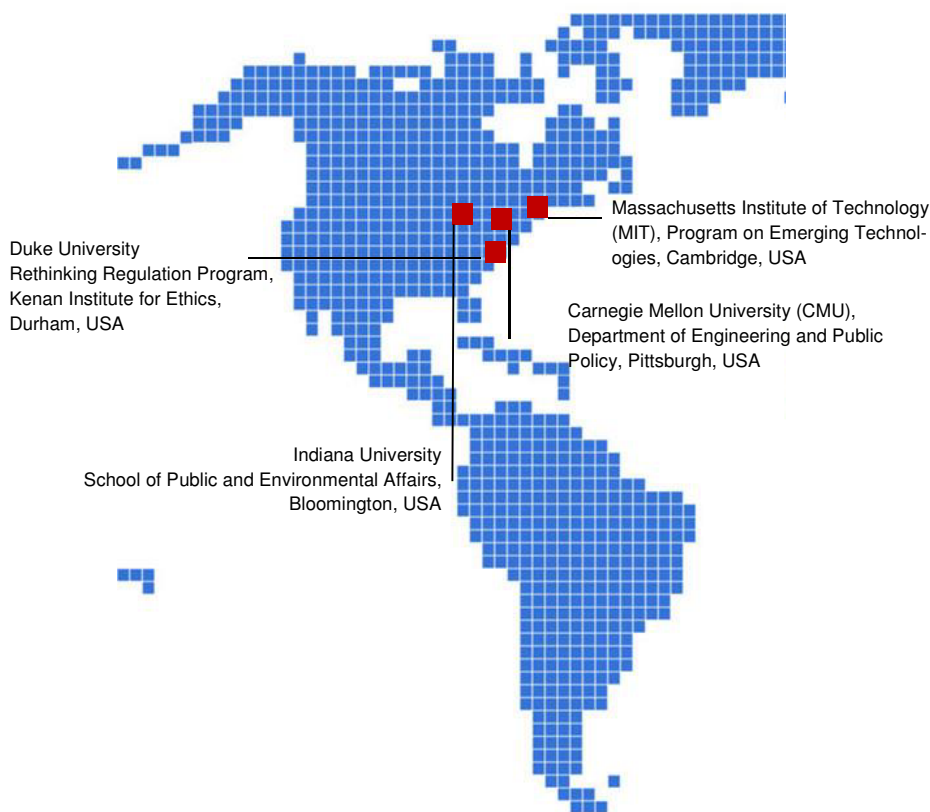 Massachusetts Institute of Technology
(MIT), Program on Emerging Technol-
ogies, Cambridge, USA
Duke University
Rethinking Regulation Program,
Kenan Institute for Ethics,
Durham, USA
Carnegie Mellon University (CMU),
Department of Engineering and Public
Policy, Pittsburgh, USA
Indiana University
School of Public and Environmental Affairs,
Bloomington, USA